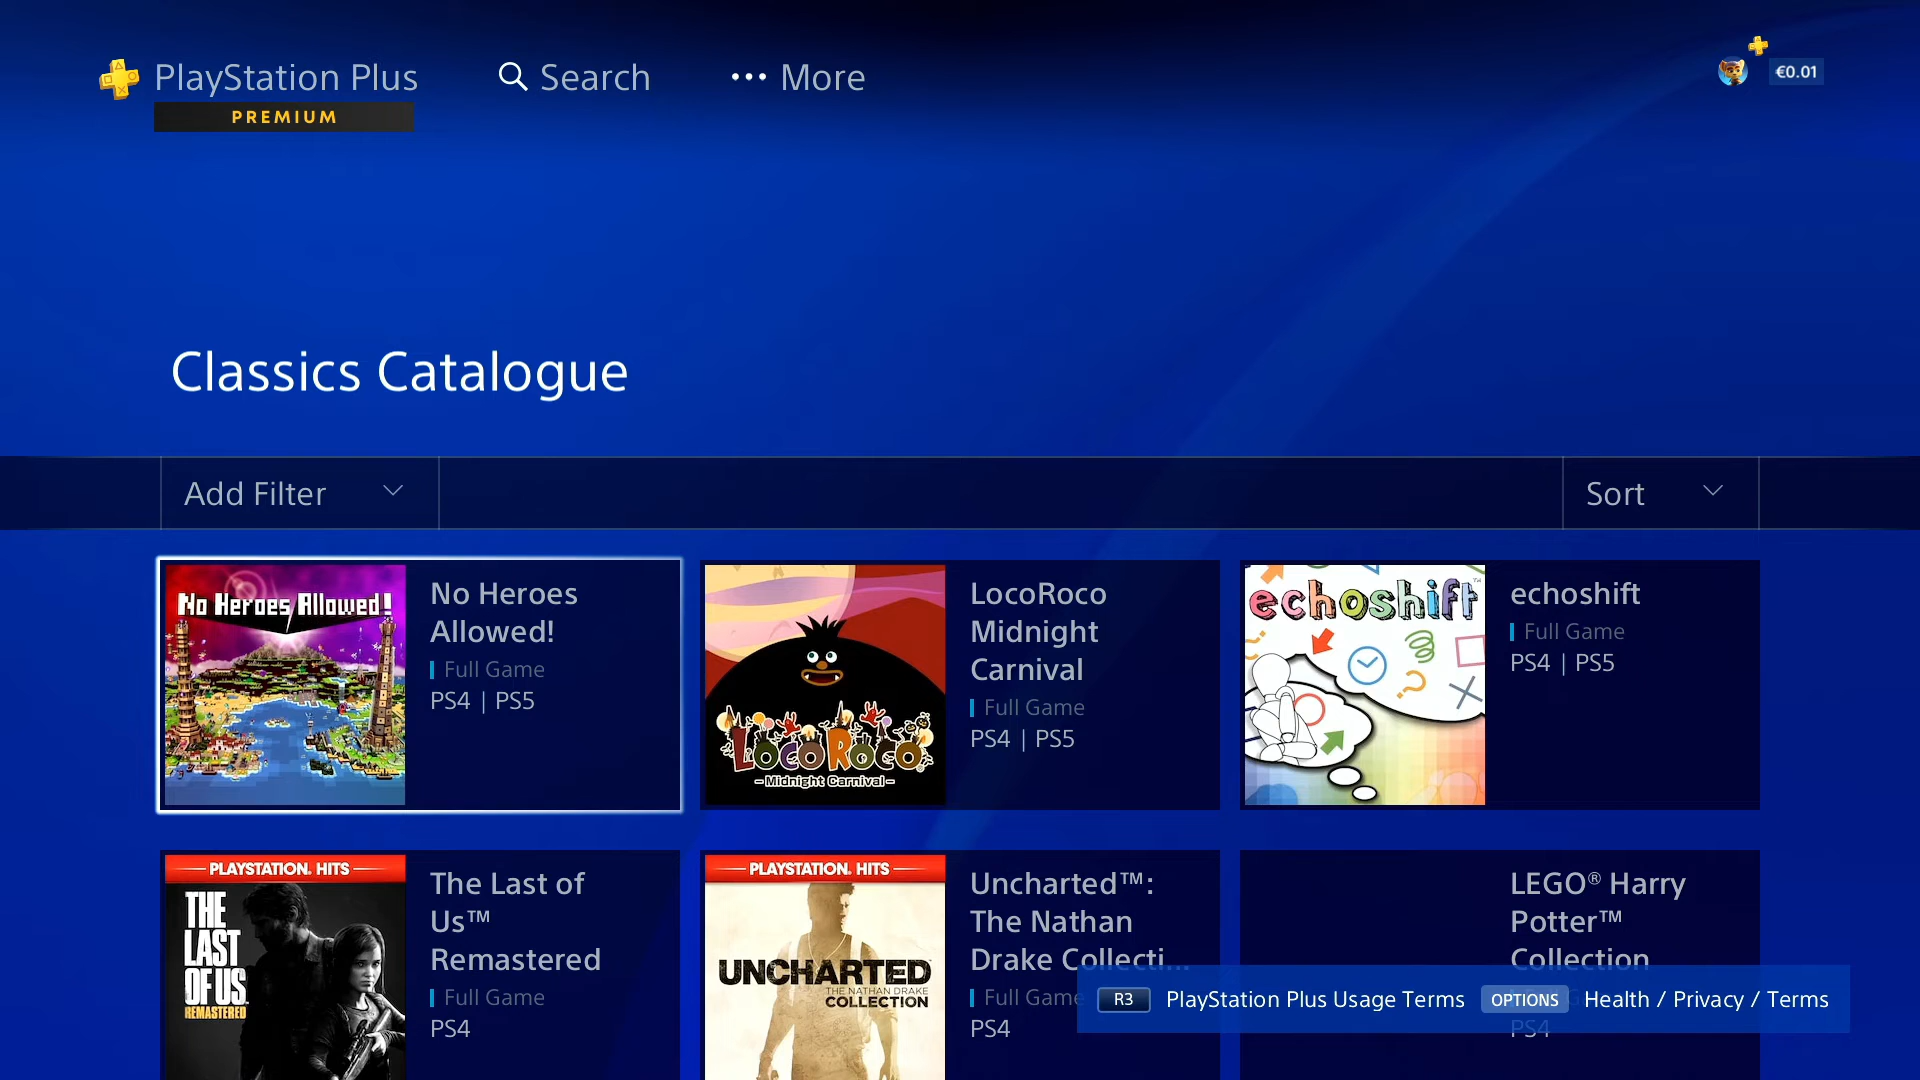 PlayStation Plus
PREMIUM
Search
More
€0.01
Classics Catalogue
Add Filter
Sort
No Heroes Allowed!
No Heroes
Allowed!
Full Game
PS4 | PS5
LOCOROCO
–Midnight Carnival–
LocoRoco
Midnight
Carnival
Full Game
PS4 | PS5
echoshift™
echoshift
Full Game
PS4 | PS5
PLAYSTATION HITS
THE
LAST
OF US
REMASTERED
The Last of
Us™
Remastered
Full Game
PS4
PLAYSTATION HITS
UNCHARTED
THE NATHAN DRAKE
COLLECTION
Uncharted™:
The Nathan
Drake Collecti...
Full Game
PS4
LEGO® Harry
Potter™
Collection
PS4
R3 PlayStation Plus Usage Terms OPTIONS Health / Privacy / Terms